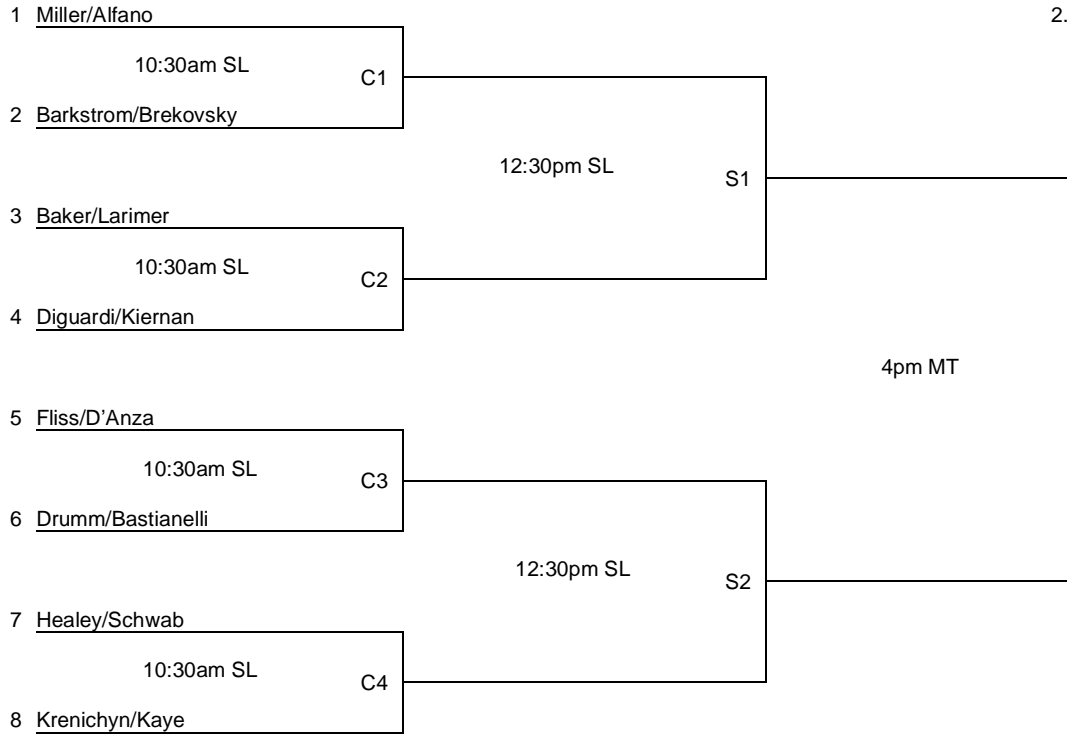 1 Miller/Alfano
2.
10:30am SL
C1
2 Barkstrom/Brekovsky
12:30pm SL
S1
3 Baker/Larimer
10:30am SL
C2
4 Diguardi/Kiernan
4pm MT
5 Fliss/D’Anza
10:30am SL
C3
6 Drumm/Bastianelli
12:30pm SL
S2
7 Healey/Schwab
10:30am SL
C4
8 Krenichyn/Kaye